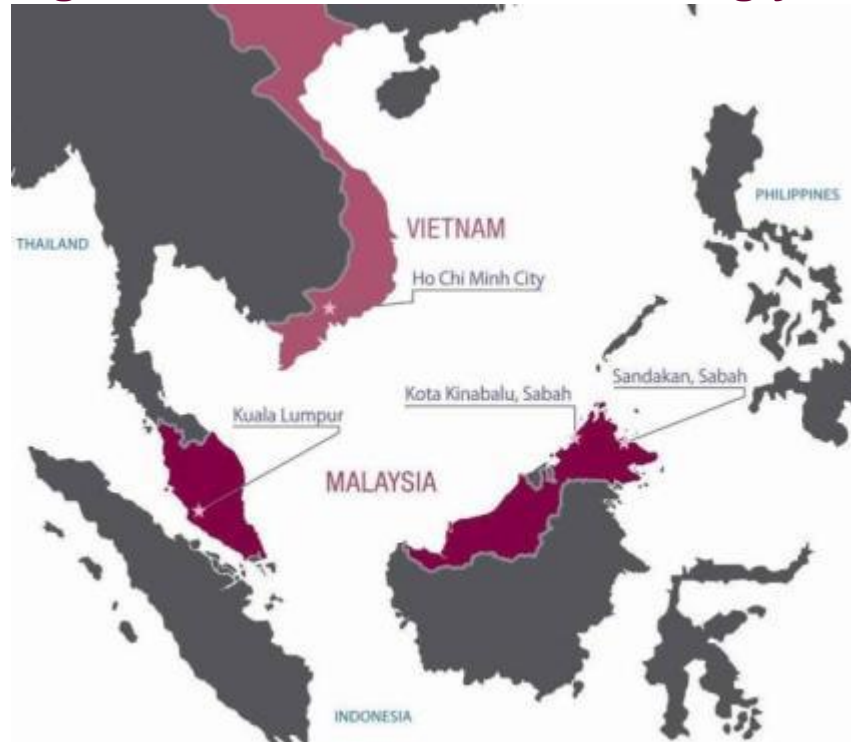 PHILIPPINES
VIETNAM
THAILAND
Ho Chi Minh City
Sandakan, Sabah
Kota Kinabalu, Sabah
Kuala Lumpur
MALAYSIA
INDONESIA